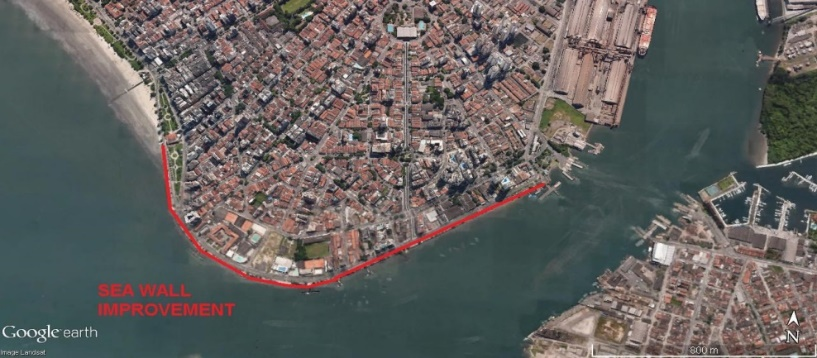 SEA WALL
IMPROVEMENT
Google earth
Image Landsat
N
800 m